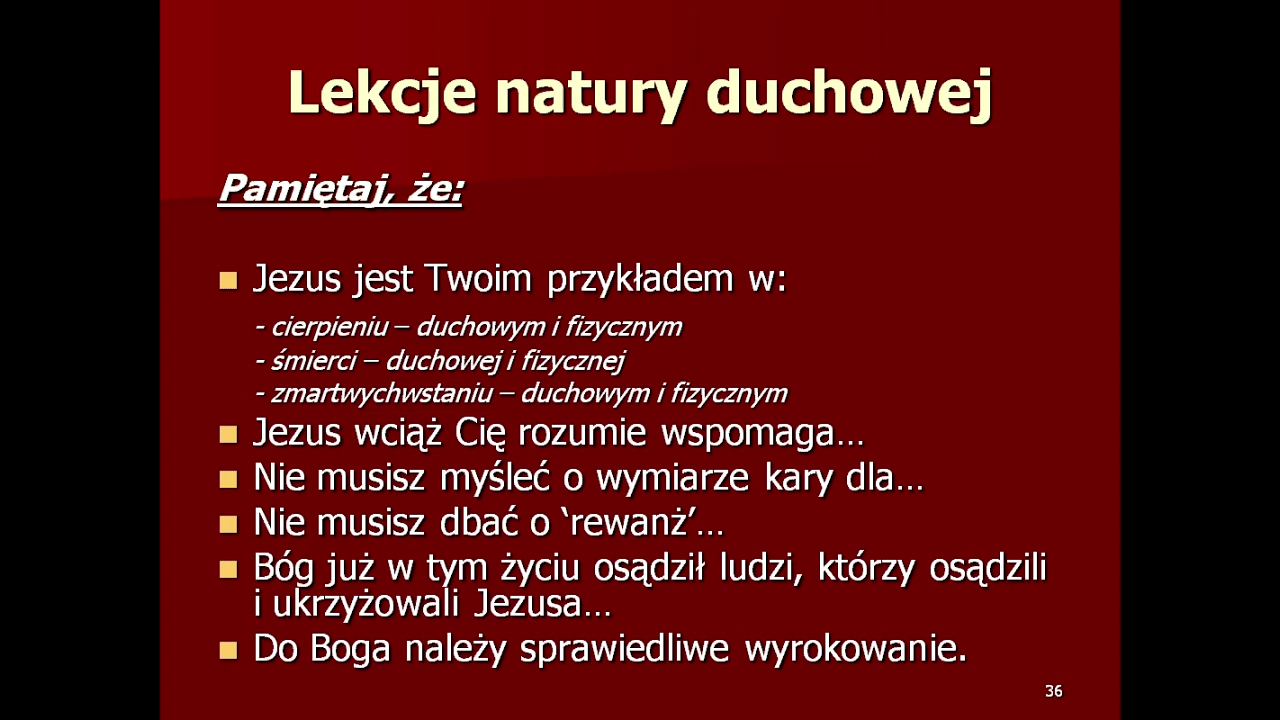 Lekcje natury duchowej
Pamiętaj, że:
■ Jezus jest Twoim przykładem w:
- cierpieniu – duchowym i fizycznym
- śmierci – duchowej i fizycznej
- zmartwychwstaniu – duchowym i fizycznym
■ Jezus wciąż Cię rozumie wspomaga…
■ Nie musisz myśleć o wymiarze kary dla…
■ Nie musisz dbać o ‘rewanż’…
■ Bóg już w tym życiu osądził ludzi, którzy osądzili
i ukrzyżowali Jezusa…
■ Do Boga należy sprawiedliwe wyrokowanie.
36